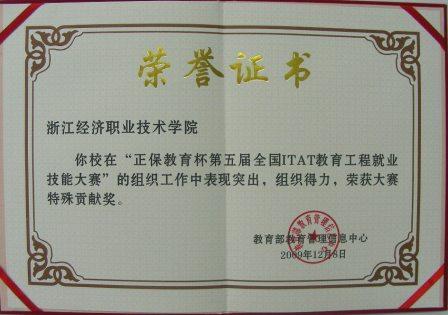 荣誉证书
浙江经济职业技术学院
你校在“正保教育杯第五届全国ITAT教育工程就业
技能大赛”的组织工作中表现突出，组织得力，荣获大赛
特殊贡献奖。
教育部教育管理信息中心
2009年12月8日